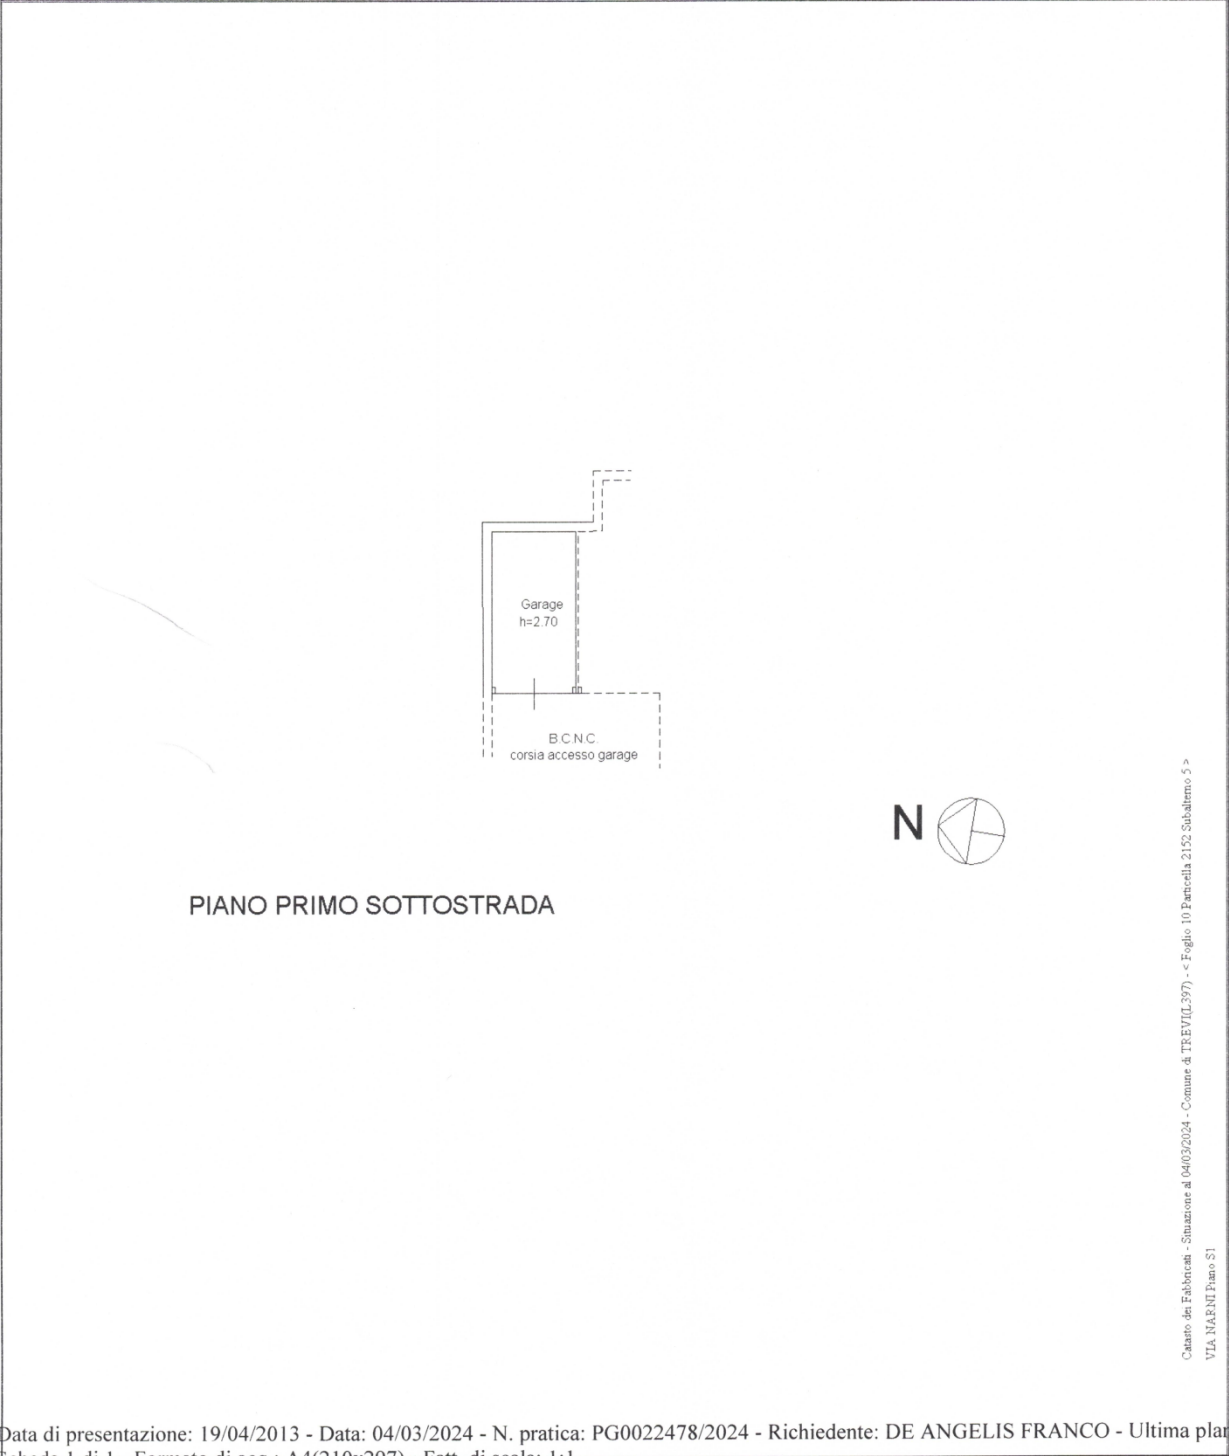 Garage
h=2.70
B.C.N.C.
corsia accesso garage
N
PIANO PRIMO SOTTOSTRADA
Catasto dei Fabbricati - Situazione al 04/03/2024 - Comune di TREVI(L397) - < Foglio 10 Particella 2152 Subalterno 5 >
VIA NARNI Piano S1
Data di presentazione: 19/04/2013 - Data: 04/03/2024 - N. pratica: PG0022478/2024 - Richiedente: DE ANGELIS FRANCO - Ultima pla